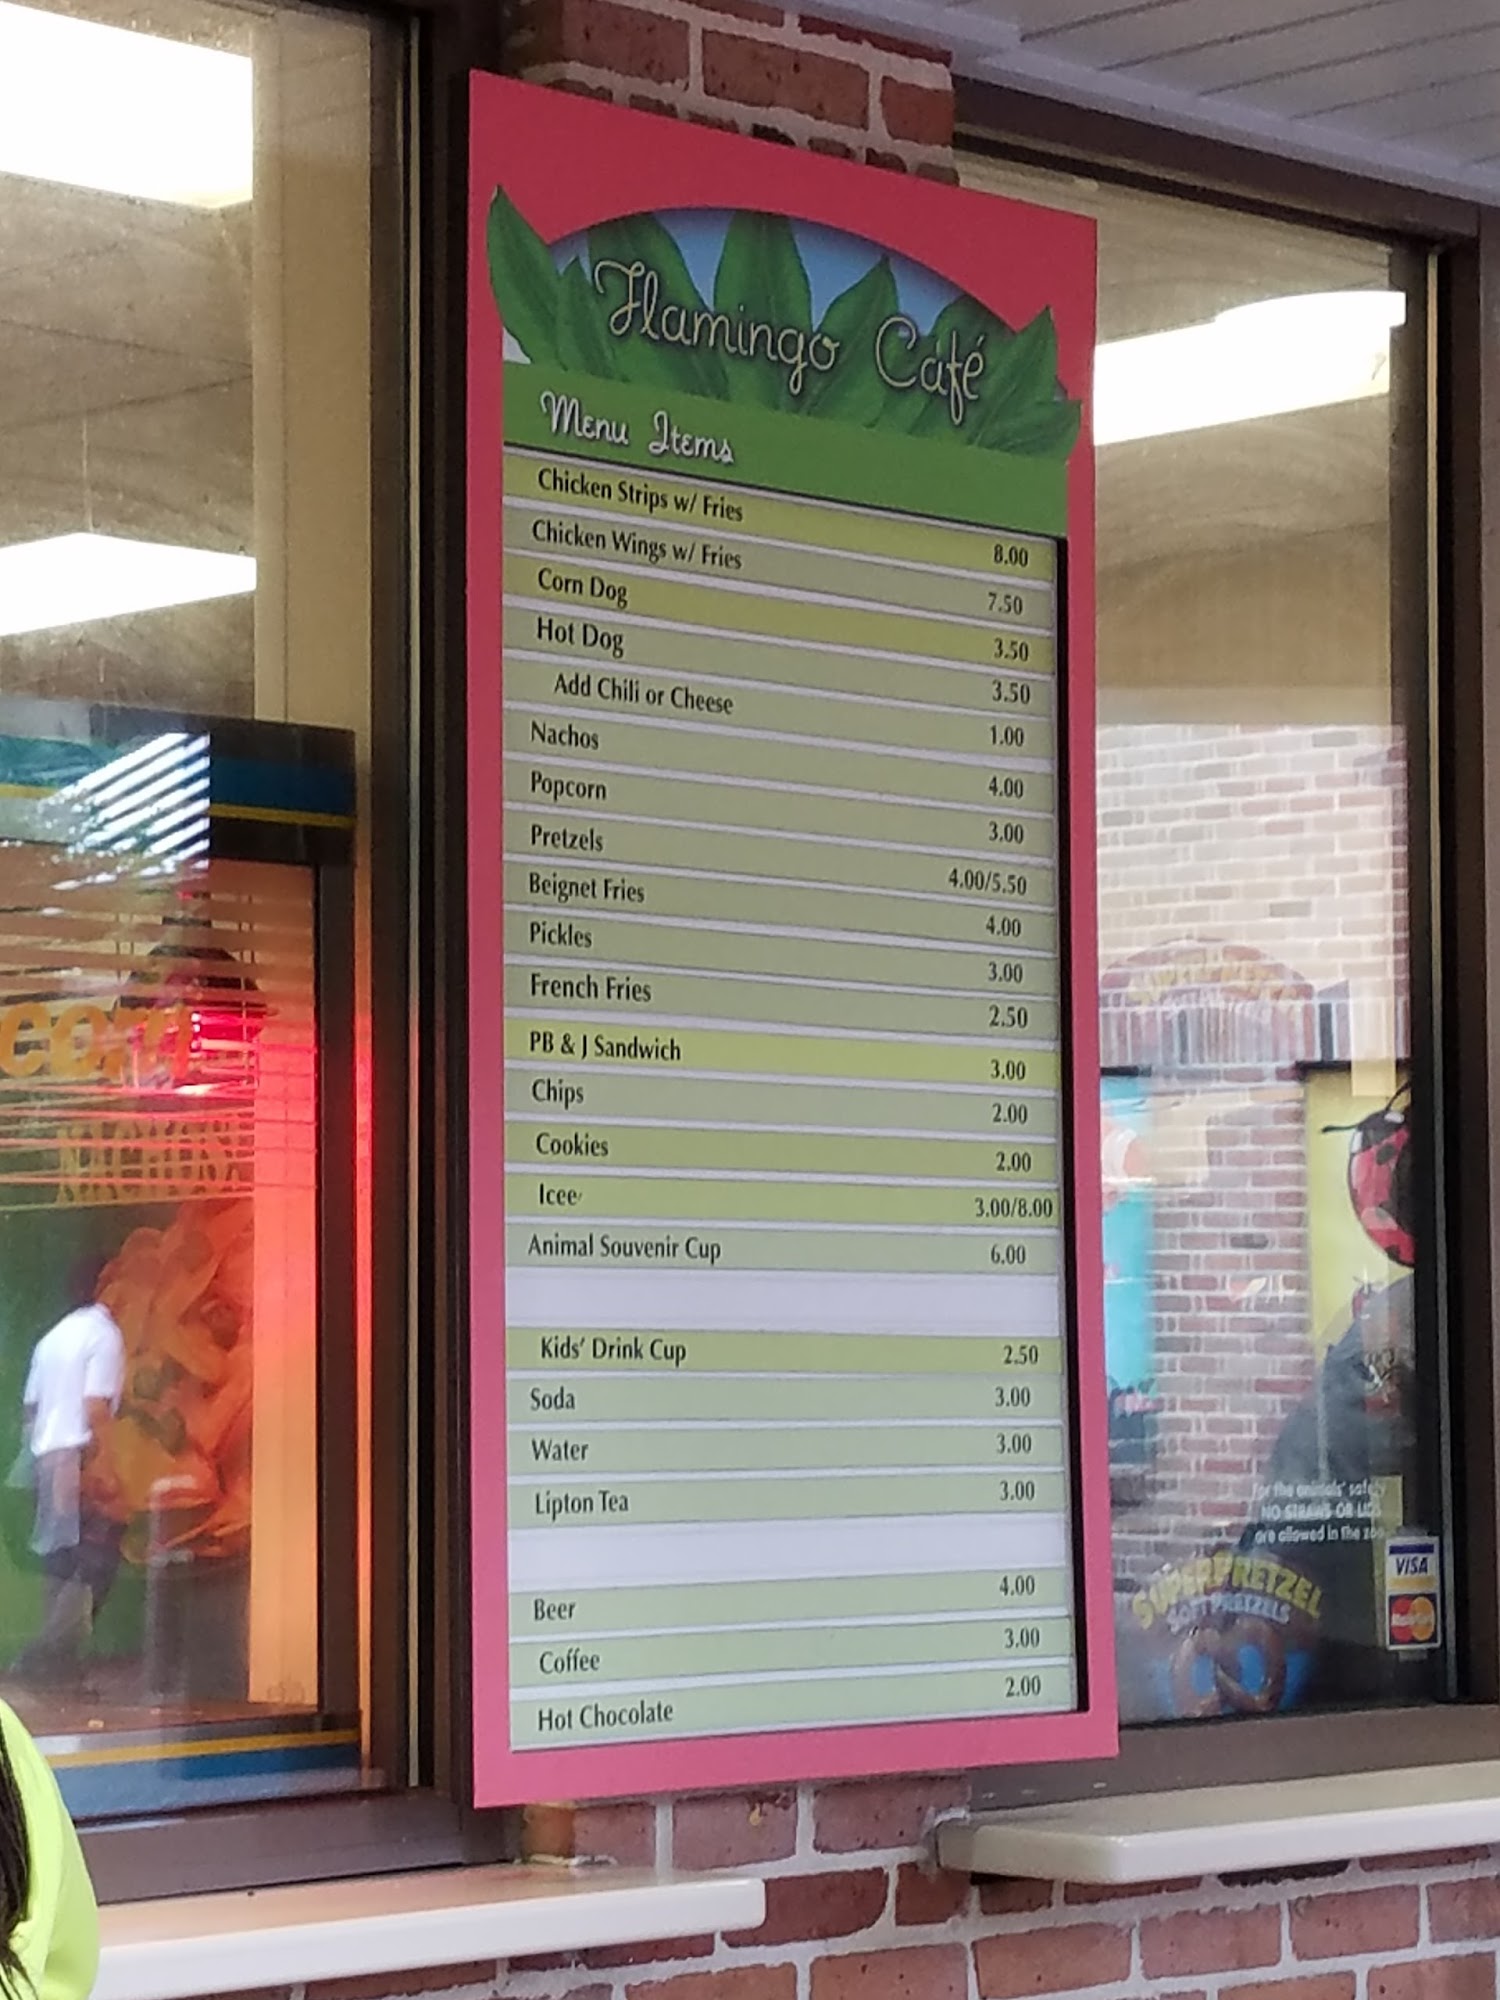 Flamingo Café
Menu Items
Chicken Strips w/ Fries 8.00
Chicken Wings w/ Fries 7.50
Corn Dog 3.50
Hot Dog 3.50
Add Chili or Cheese 1.00
Nachos 4.00
Popcorn 3.00
Pretzels 4.00/5.50
Beignet Fries 4.00
Pickles 3.00
French Fries 2.50
PB & J Sandwich 3.00
Chips 2.00
Cookies 2.00
Icee 3.00/8.00
Animal Souvenir Cup 6.00
Kids' Drink Cup 2.50
Soda 3.00
Water 3.00
Lipton Tea 3.00
Beer 4.00
Coffee 3.00
Hot Chocolate 2.00
for the animals' safety
NO STRAWS OR LIDS
are allowed in the zoo
SUPERPRETZEL
SOFT PRETZELS
VISA
MasterCard